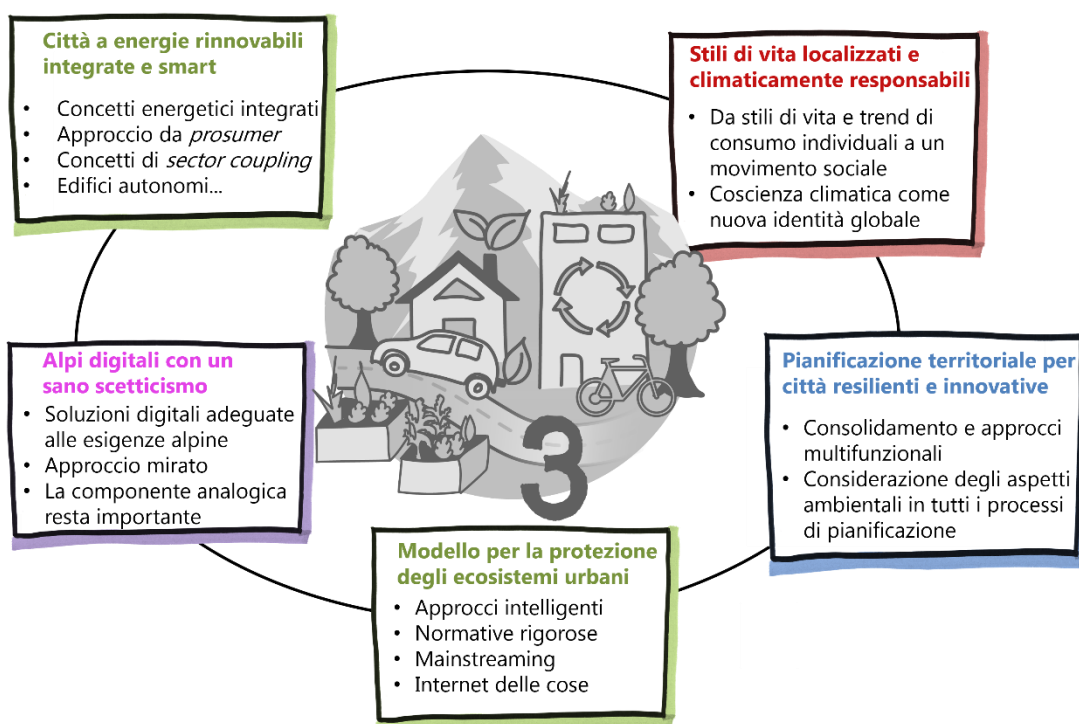 Città a energie rinnovabili
integrate e smart
• Concetti energetici integrati
• Approccio da prosumer
• Concetti di sector coupling
• Edifici autonomi...
Stili di vita localizzati e
climaticamente responsabili
• Da stili di vita e trend di
consumo individuali a un
movimento sociale
• Coscienza climatica come
nuova identità globale
Alpi digitali con un
sano scetticismo
• Soluzioni digitali adeguate
alle esigenze alpine
• Approccio mirato
• La componente analogica
resta importante
Pianificazione territoriale per
città resilienti e innovative
• Consolidamento e approcci
multifunzionali
• Considerazione degli aspetti
ambientali in tutti i processi
di pianificazione
3
Modello per la protezione
degli ecosistemi urbani
• Approcci intelligenti
• Normative rigorose
• Mainstreaming
• Internet delle cose